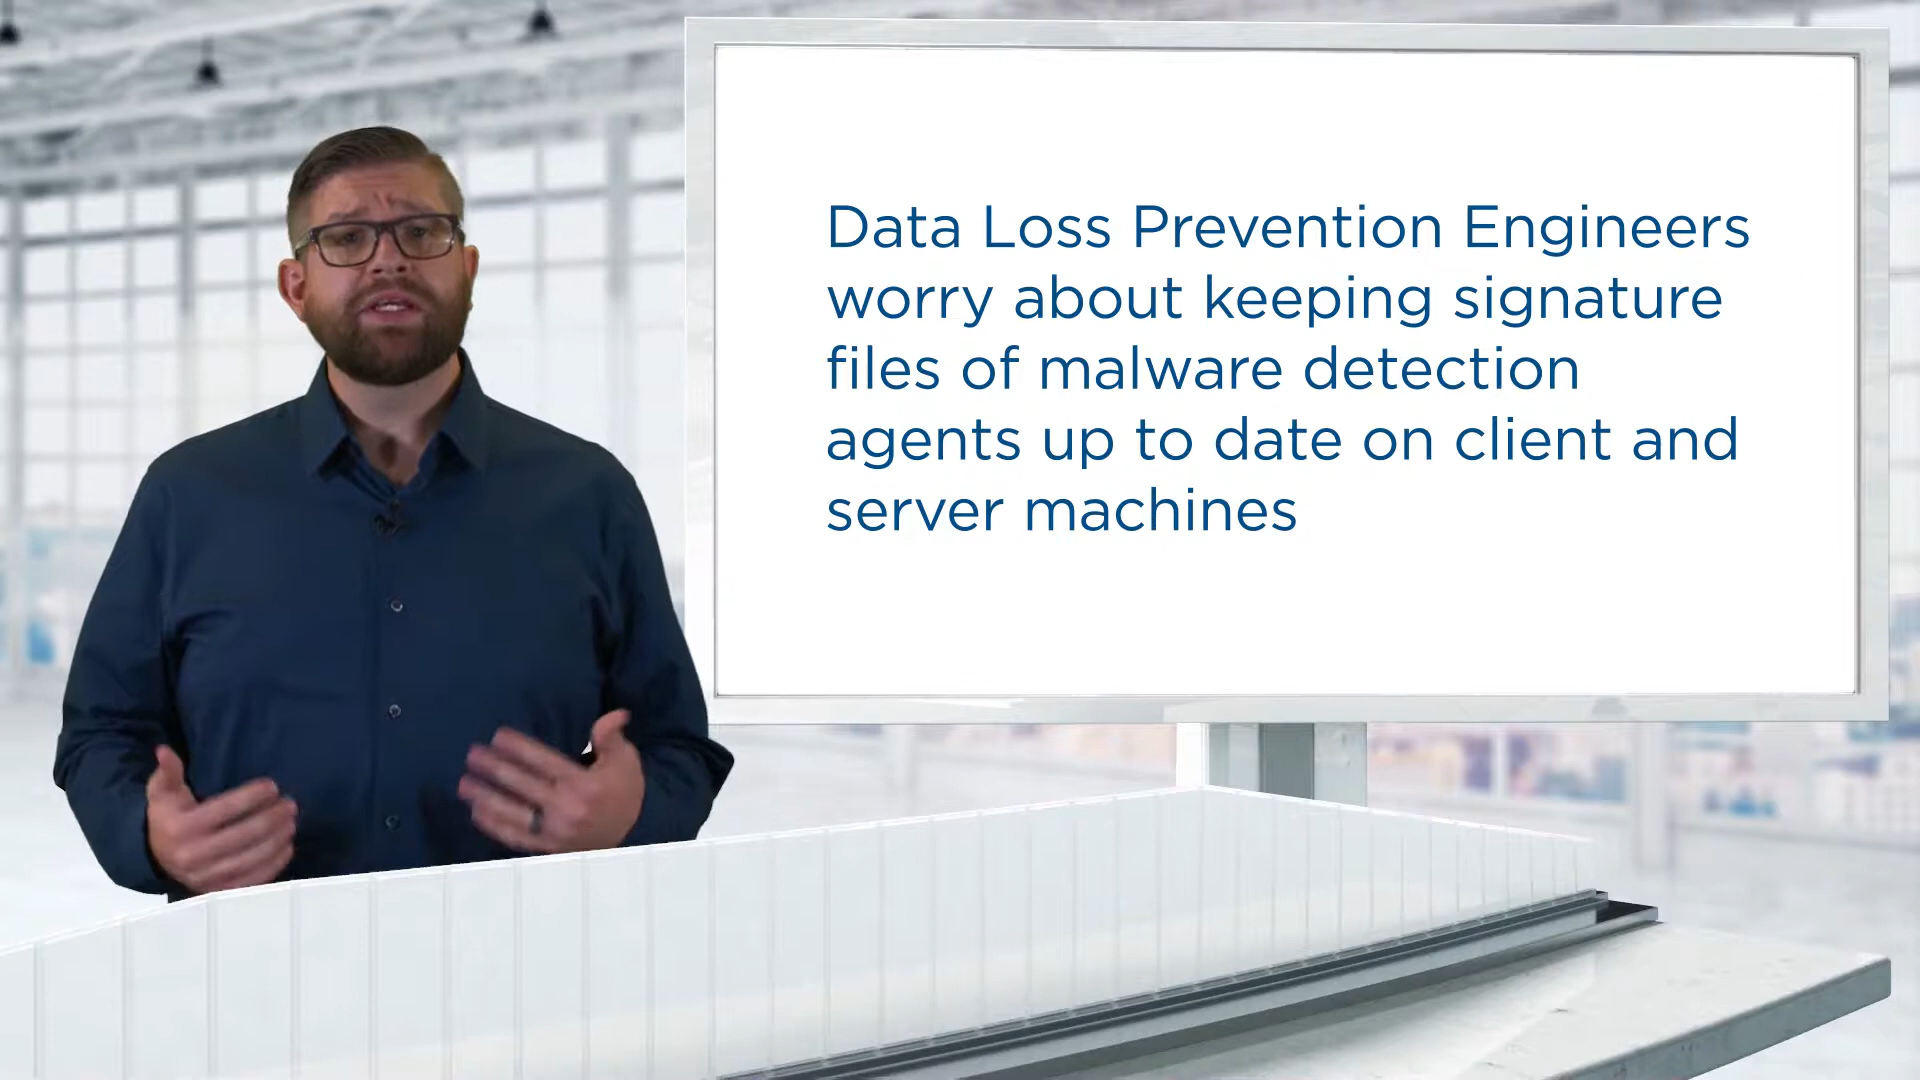 Data Loss Prevention Engineers
worry about keeping signature
files of malware detection
agents up to date on client and
server machines